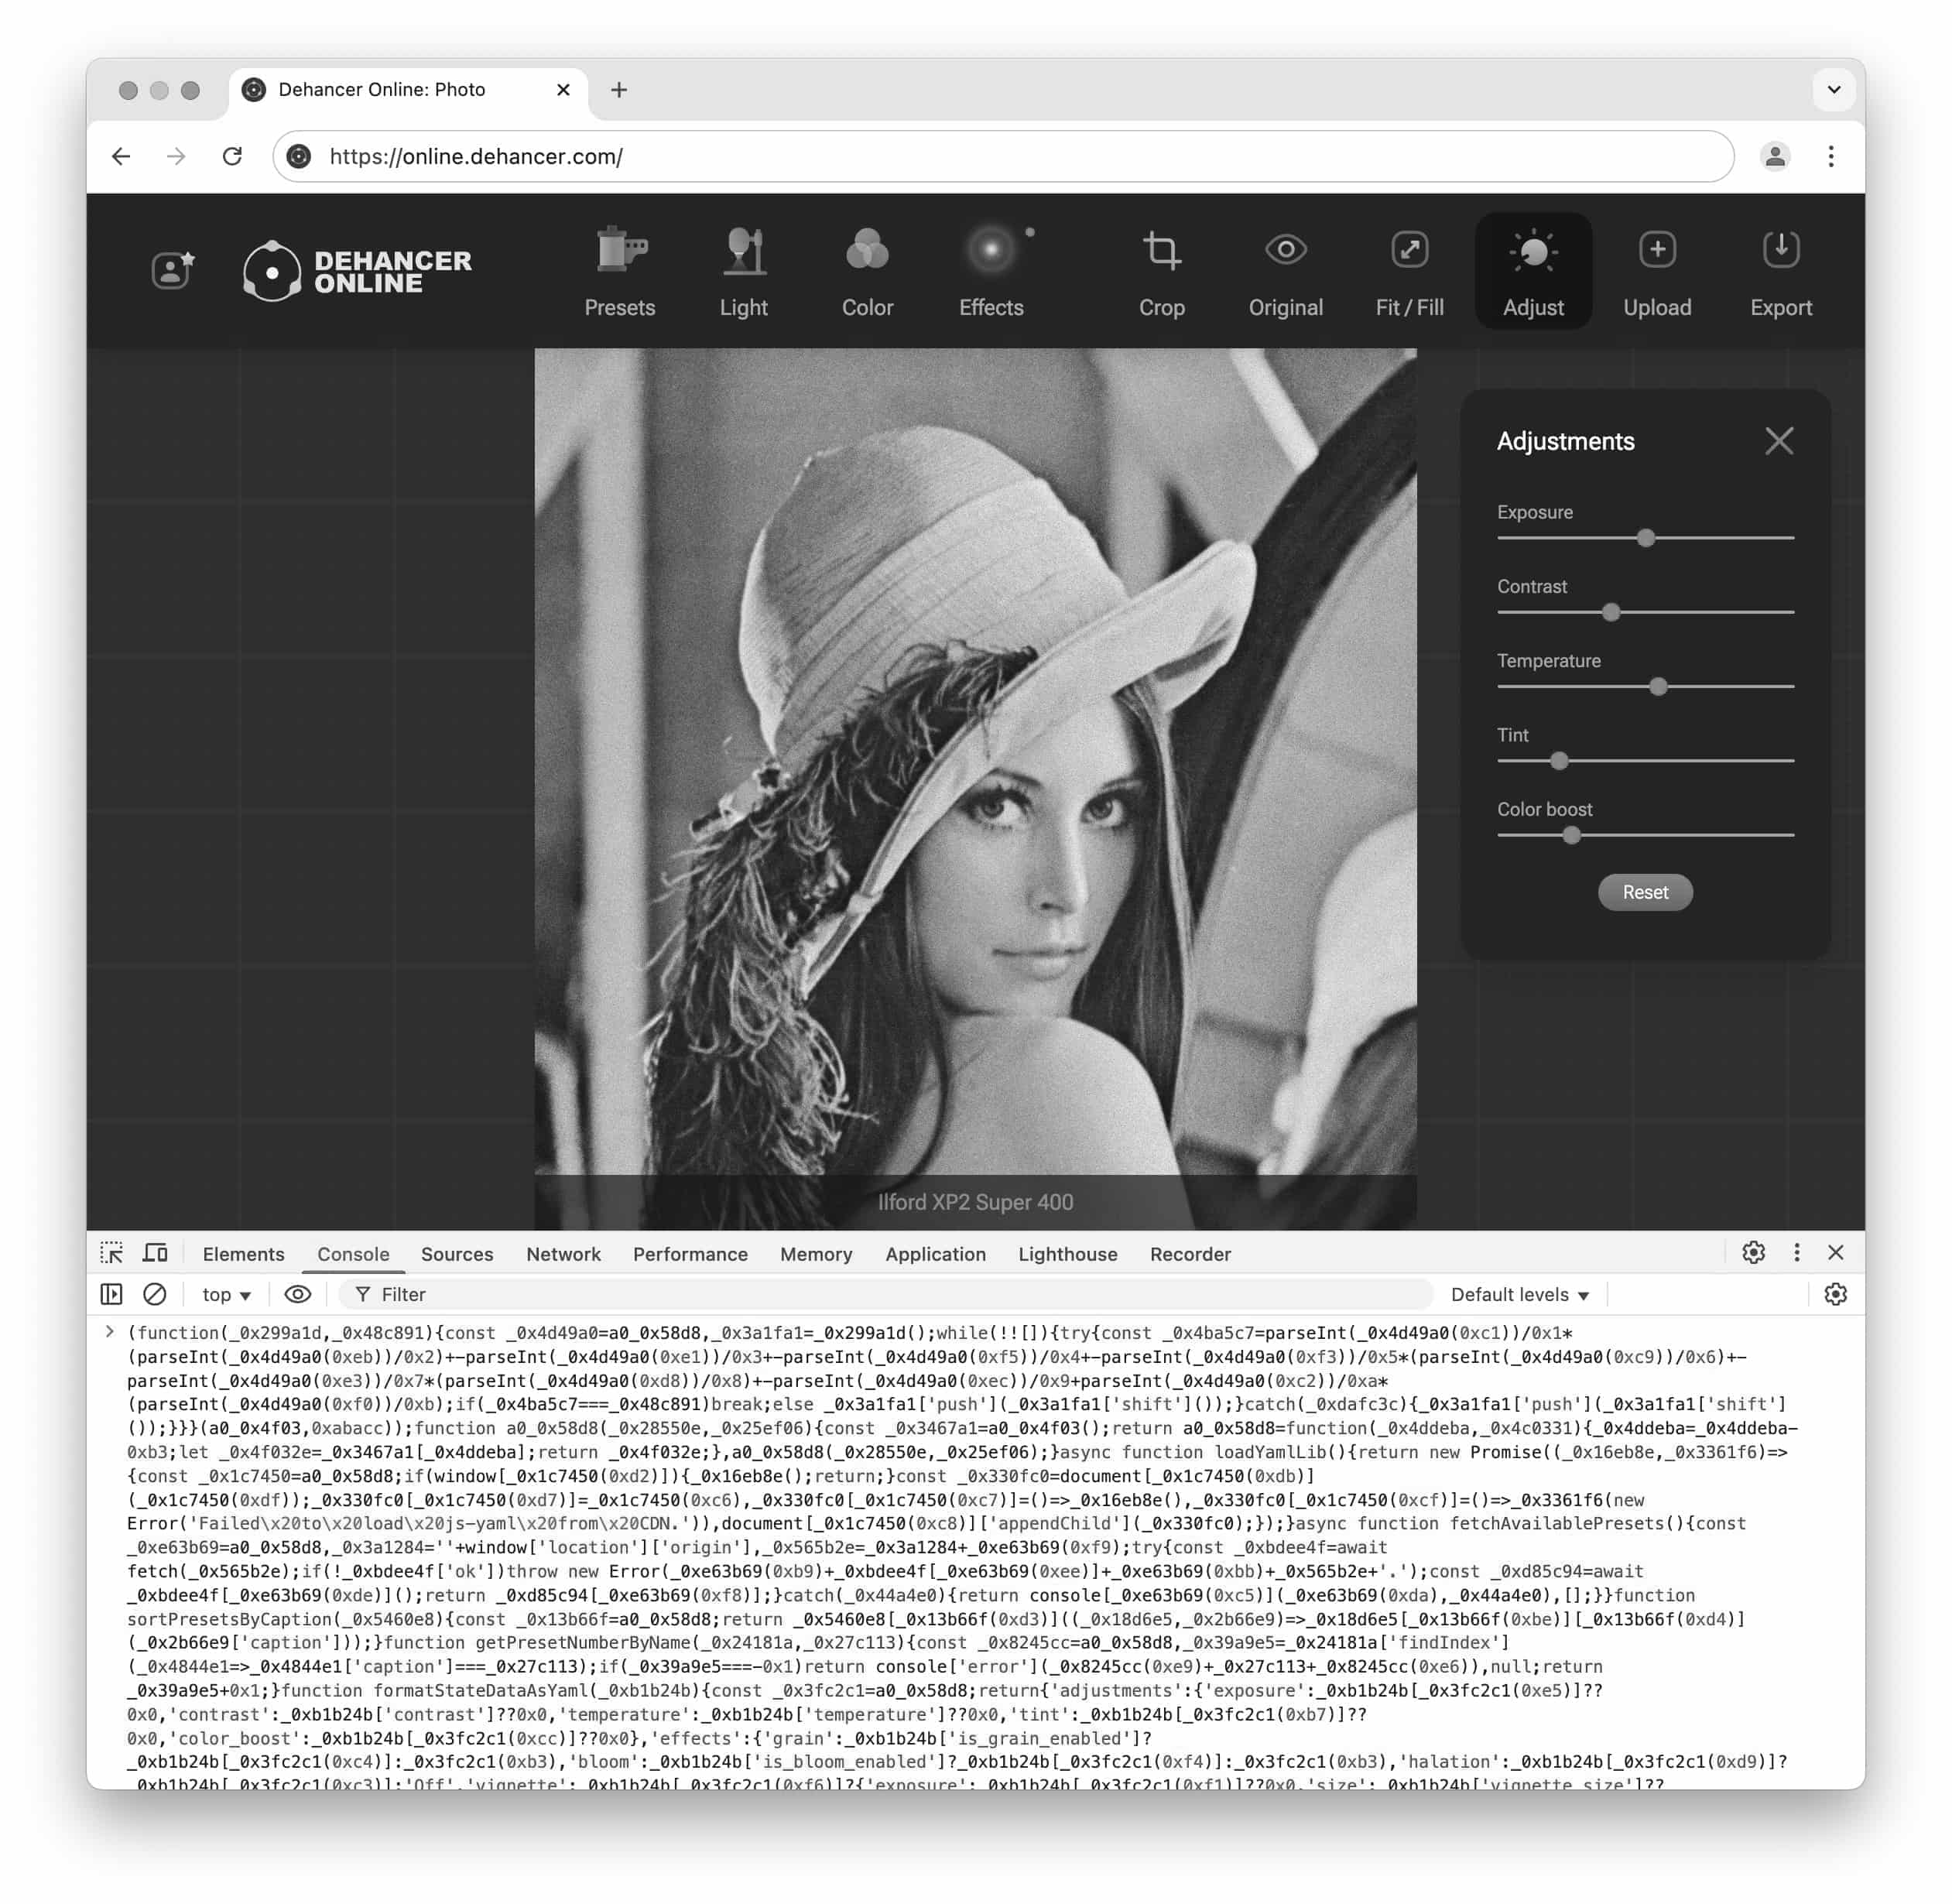 Dehancer Online: Photo
https://online.dehancer.com/
DEHANCER
ONLINE
Presets
Light
Color
Effects
Crop
Original
Fit / Fill
Adjust
Upload
Export
Adjustments
Exposure
Contrast
Temperature
Tint
Color boost
Reset
Ilford XP2 Super 400
Elements
Console
Sources
Network
Performance
Memory
Application
Lighthouse
Recorder
top
Filter
Default levels
(function(_0x299a1d,_0x48c891){const _0x4d49a0=a0_0x58d8,_0x3a1fa1=_0x299a1d();while(!![]){try{const _0x4ba5c7=parseInt(_0x4d49a0(0xc1))/0x1*
(parseInt(_0x4d49a0(0xeb))/0x2)+-parseInt(_0x4d49a0(0xe1))/0x3+-parseInt(_0x4d49a0(0xf5))/0x4+-parseInt(_0x4d49a0(0xf3))/0x5*(parseInt(_0x4d49a0(0xc9))/0x6)+-
parseInt(_0x4d49a0(0xe3))/0x7*(parseInt(_0x4d49a0(0xd8))/0x8)+-parseInt(_0x4d49a0(0xec))/0x9+parseInt(_0x4d49a0(0xc2))/0xa*
(parseInt(_0x4d49a0(0xf0))/0xb);if(_0x4ba5c7===_0x48c891)break;else _0x3a1fa1['push'](_0x3a1fa1['shift']());}catch(_0xdafc3c){_0x3a1fa1['push'](_0x3a1fa1['shift']
());}}}(a0_0x4f03,0xabacc));function a0_0x58d8(_0x28550e,_0x25ef06){const _0x3467a1=a0_0x4f03();return a0_0x58d8=function(_0x4ddeba,_0x4c0331){_0x4ddeba=_0x4ddeba-
0xb3;let _0x4f032e=_0x3467a1[_0x4ddeba];return _0x4f032e;},a0_0x58d8(_0x28550e,_0x25ef06);}async function loadYamlLib(){return new Promise((_0x16eb8e,_0x3361f6)=>
{const _0x1c7450=a0_0x58d8;if(window[_0x1c7450(0xd2)]){_0x16eb8e();return;}const _0x330fc0=document[_0x1c7450(0xdb)]
(_0x1c7450(0xdf));_0x330fc0[_0x1c7450(0xd7)]=_0x1c7450(0xc6),_0x330fc0[_0x1c7450(0xc7)]=()=>_0x16eb8e(),_0x330fc0[_0x1c7450(0xcf)]=()=>_0x3361f6(new
Error('Failed\x20to\x20load\x20js-yaml\x20from\x20CDN.')),document[_0x1c7450(0xc8)]['appendChild'](_0x330fc0);});}async function fetchAvailablePresets(){const
_0xe63b69=a0_0x58d8,_0x3a1284=''+window['location']['origin'],_0x565b2e=_0x3a1284+_0xe63b69(0xf9);try{const _0xbdee4f=await
fetch(_0x565b2e);if(!_0xbdee4f['ok'])throw new Error(_0xe63b69(0xb9)+_0xbdee4f[_0xe63b69(0xee)]+_0xe63b69(0xbb)+_0x565b2e+'.');const _0xd85c94=await
_0xbdee4f[_0xe63b69(0xde)]();return _0xd85c94[_0xe63b69(0xf8)];}catch(_0x44a4e0){return console[_0xe63b69(0xc5)](_0xe63b69(0xda),_0x44a4e0),[];}}function
sortPresetsByCaption(_0x5460e8){const _0x13b66f=a0_0x58d8;return _0x5460e8[_0x13b66f(0xd3)]((_0x18d6e5,_0x2b66e9)=>_0x18d6e5[_0x13b66f(0xbe)][_0x13b66f(0xd4)]
(_0x2b66e9['caption']));}function getPresetNumberByName(_0x24181a,_0x27c113){const _0x8245cc=a0_0x58d8,_0x39a9e5=_0x24181a['findIndex']
(_0x4844e1=>_0x4844e1['caption']===_0x27c113);if(_0x39a9e5===-0x1)return console['error'](_0x8245cc(0xe9)+_0x27c113+_0x8245cc(0xe6)),null;return
_0x39a9e5+0x1;}function formatStateDataAsYaml(_0xb1b24b){const _0x3fc2c1=a0_0x58d8;return{'adjustments':{'exposure':_0xb1b24b[_0x3fc2c1(0xe5)]??
0x0,'contrast':_0xb1b24b['contrast']??0x0,'temperature':_0xb1b24b['temperature']??0x0,'tint':_0xb1b24b[_0x3fc2c1(0xb7)]??
0x0,'color_boost':_0xb1b24b[_0x3fc2c1(0xcc)]??0x0},'effects':{'grain':_0xb1b24b['is_grain_enabled']?
_0xb1b24b[_0x3fc2c1(0xc4)]:_0x3fc2c1(0xb3),'bloom':_0xb1b24b['is_bloom_enabled']?_0xb1b24b[_0x3fc2c1(0xf4)]:_0x3fc2c1(0xb3),'halation':_0xb1b24b[_0x3fc2c1(0xd9)]?
_0xb1b24b[_0x3fc2c1(0xc3)]:'Off','vignette':_0xb1b24b[_0x3fc2c1(0xf6)]?{'exposure':_0xb1b24b[_0x3fc2c1(0xf1)]??0x0,'size':_0xb1b24b['vignette_size']??